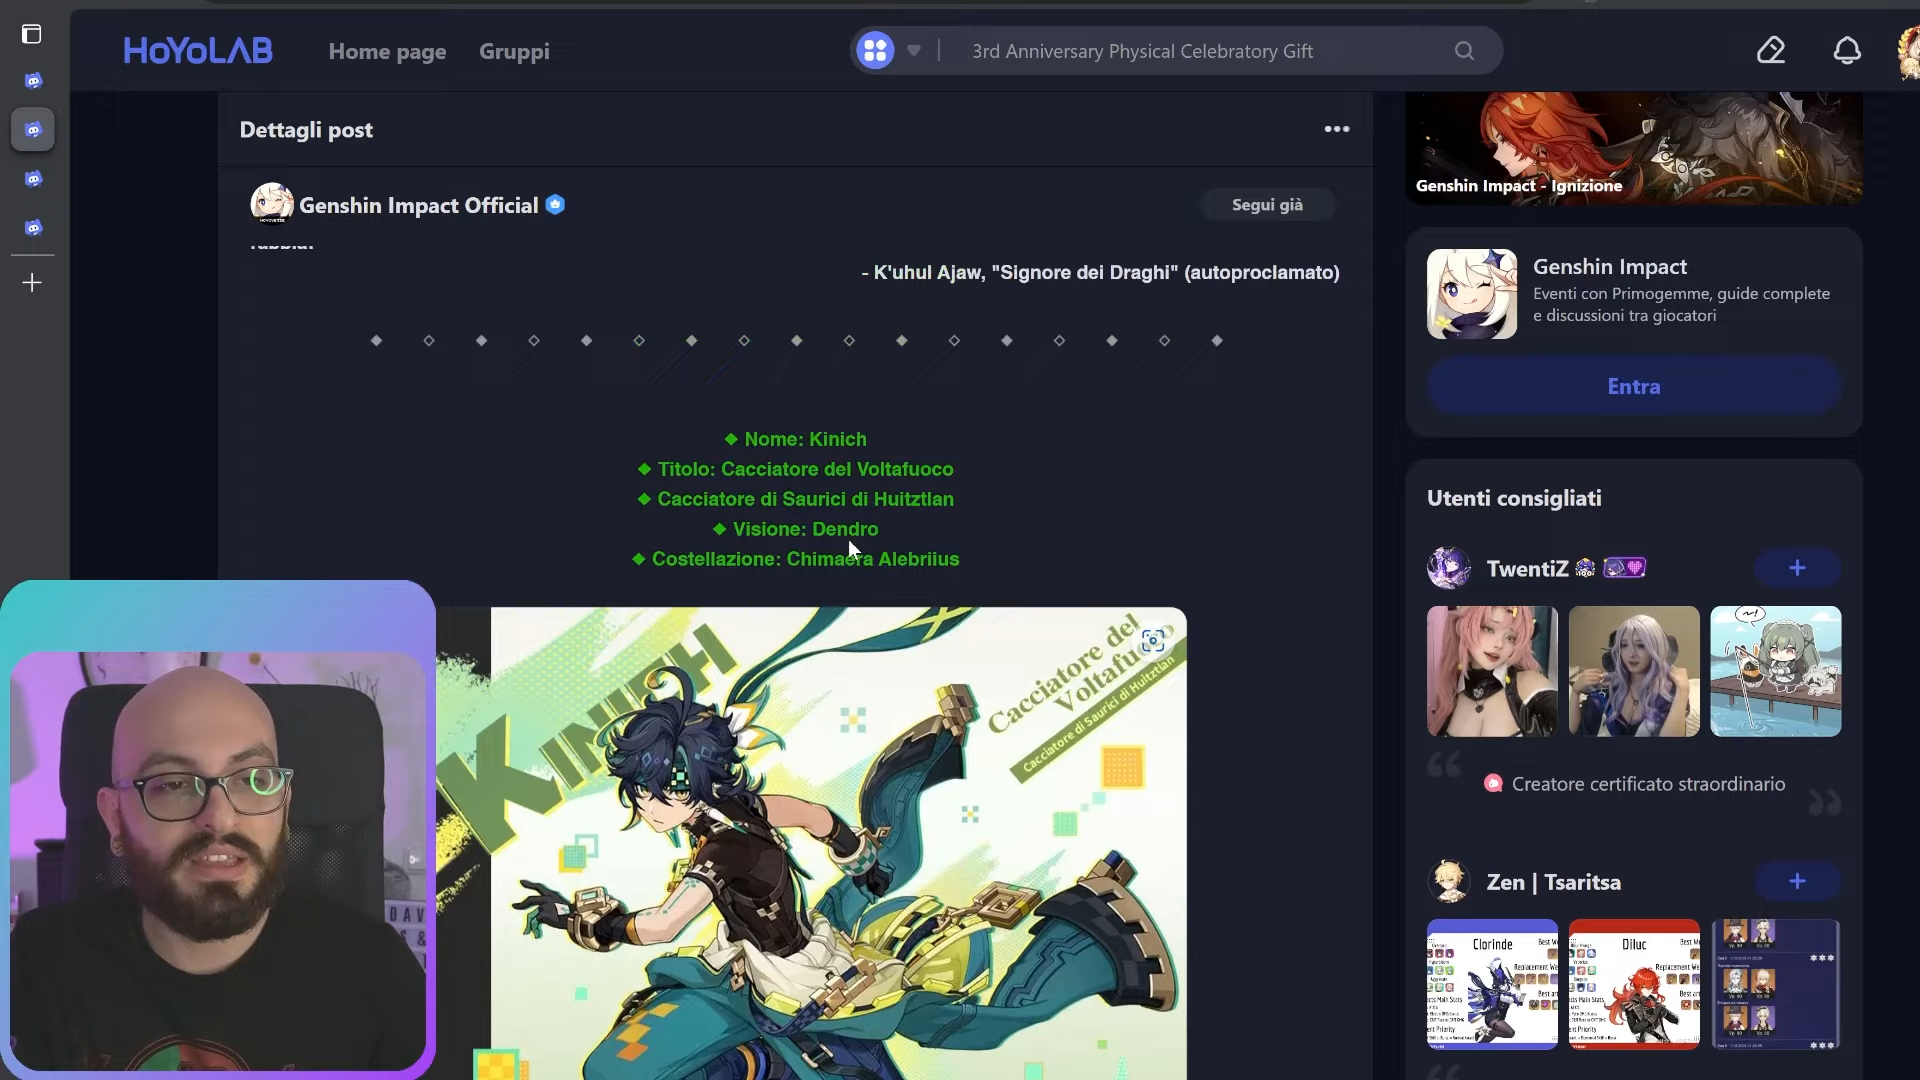 HoYoLAB
Home page
Gruppi
3rd Anniversary Physical Celebratory Gift
Dettagli post
Genshin Impact Official
Segui già
- K'uhul Ajaw, "Signore dei Draghi" (autoproclamato)
❖ Nome: Kinich
❖ Titolo: Cacciatore del Voltafuoco
❖ Cacciatore di Saurici di Huitztlan
❖ Visione: Dendro
❖ Costellazione: Chimaera Alebriius
KINICH
Cacciatore del
Voltafuoco
Cacciatore di Saurici di Huitztlan
Genshin Impact - Ignizione
Genshin Impact
Eventi con Primogemme, guide complete
e discussioni tra giocatori
Entra
Utenti consigliati
TwentiZ
Creatore certificato straordinario
Zen | Tsaritsa
Clorinde
Diluc